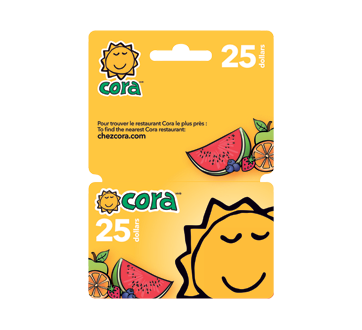 25 dollars
cora
Pour trouver le restaurant Cora le plus près :
To find the nearest Cora restaurant:
chezcora.com
cora
25 dollars